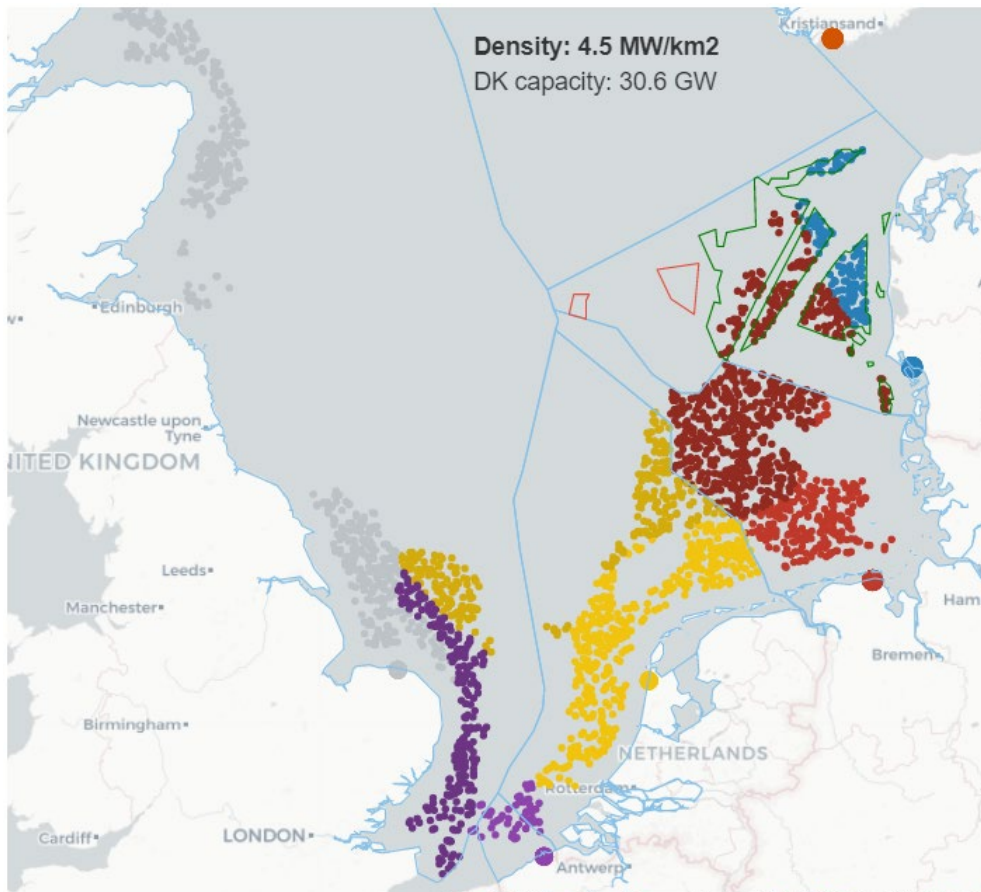 Kristiansand
Density: 4.5 MW/km2
DK capacity: 30.6 GW
Edinburgh
Newcastle upon
Tyne
NITED KINGDOM
Leeds
Manchester
Ham
Bremen
Birmingham
NETHERLANDS
Rotterdam
Cardiff
LONDON
Antwerp